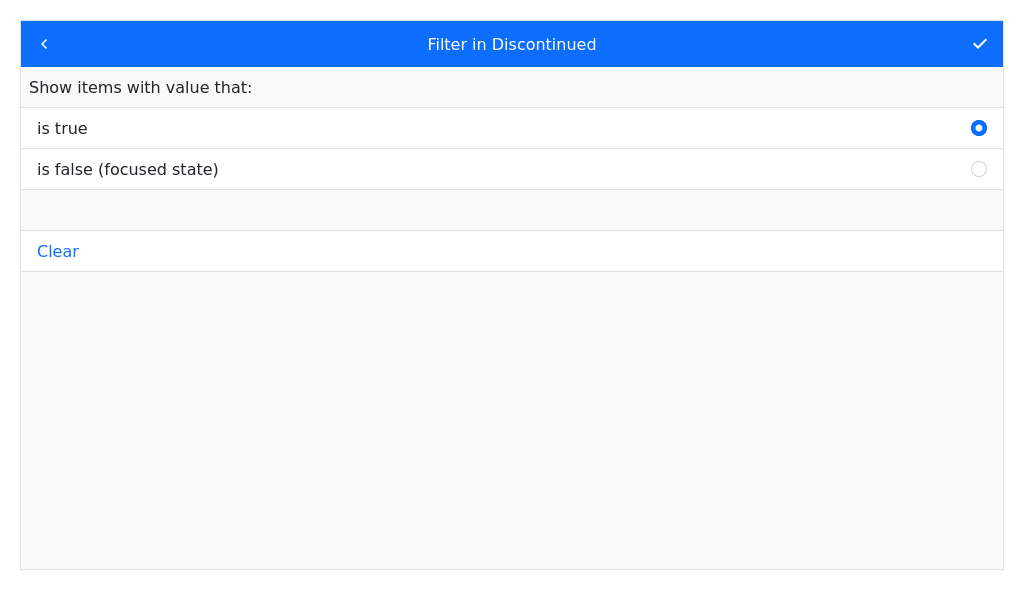 Filter in Discontinued
Show items with value that:
is true
is false (focused state)
Clear